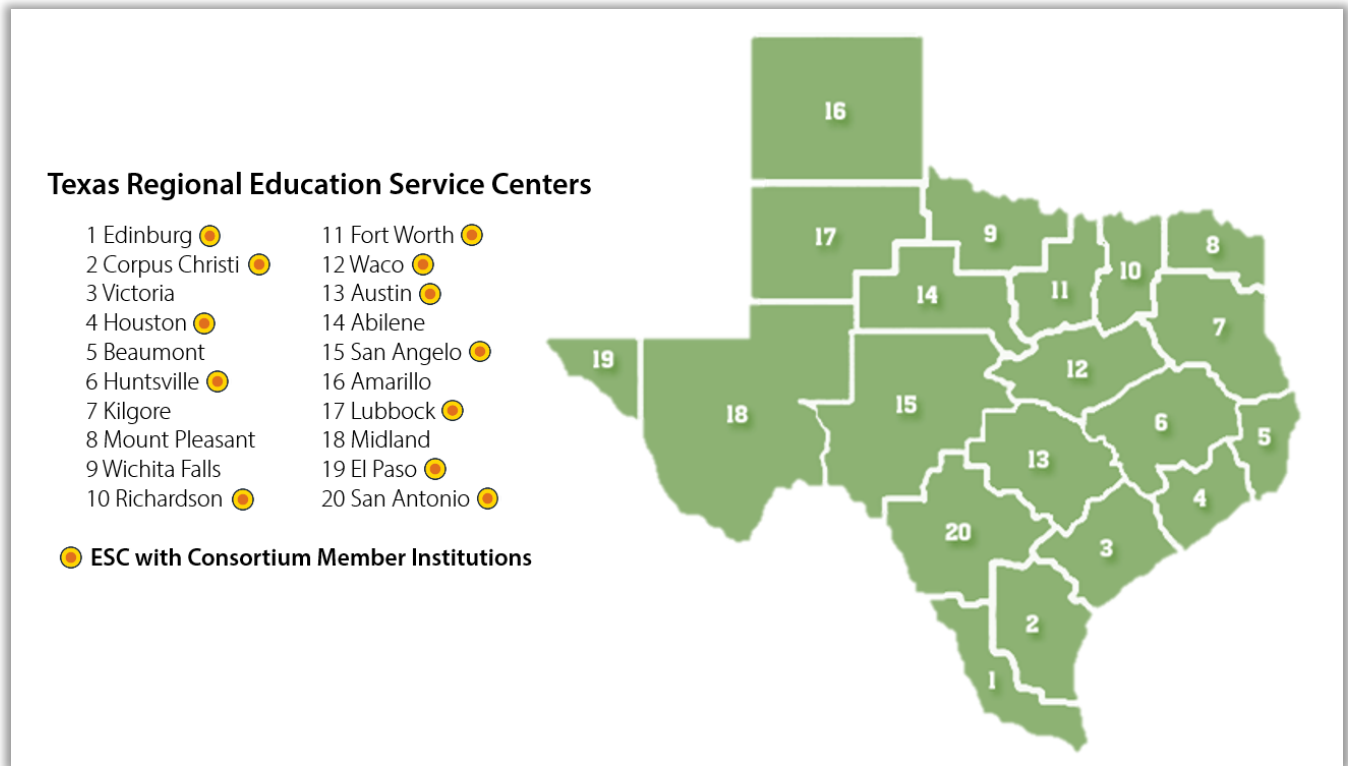 Texas Regional Education Service Centers
1 Edinburg
2 Corpus Christi
3 Victoria
4 Houston
5 Beaumont
6 Huntsville
7 Kilgore
8 Mount Pleasant
9 Wichita Falls
10 Richardson
11 Fort Worth
12 Waco
13 Austin
14 Abilene
15 San Angelo
16 Amarillo
17 Lubbock
18 Midland
19 El Paso
20 San Antonio
ESC with Consortium Member Institutions
16
17
9
8
10
11
14
7
19
12
18
15
6
5
13
4
20
3
2
1